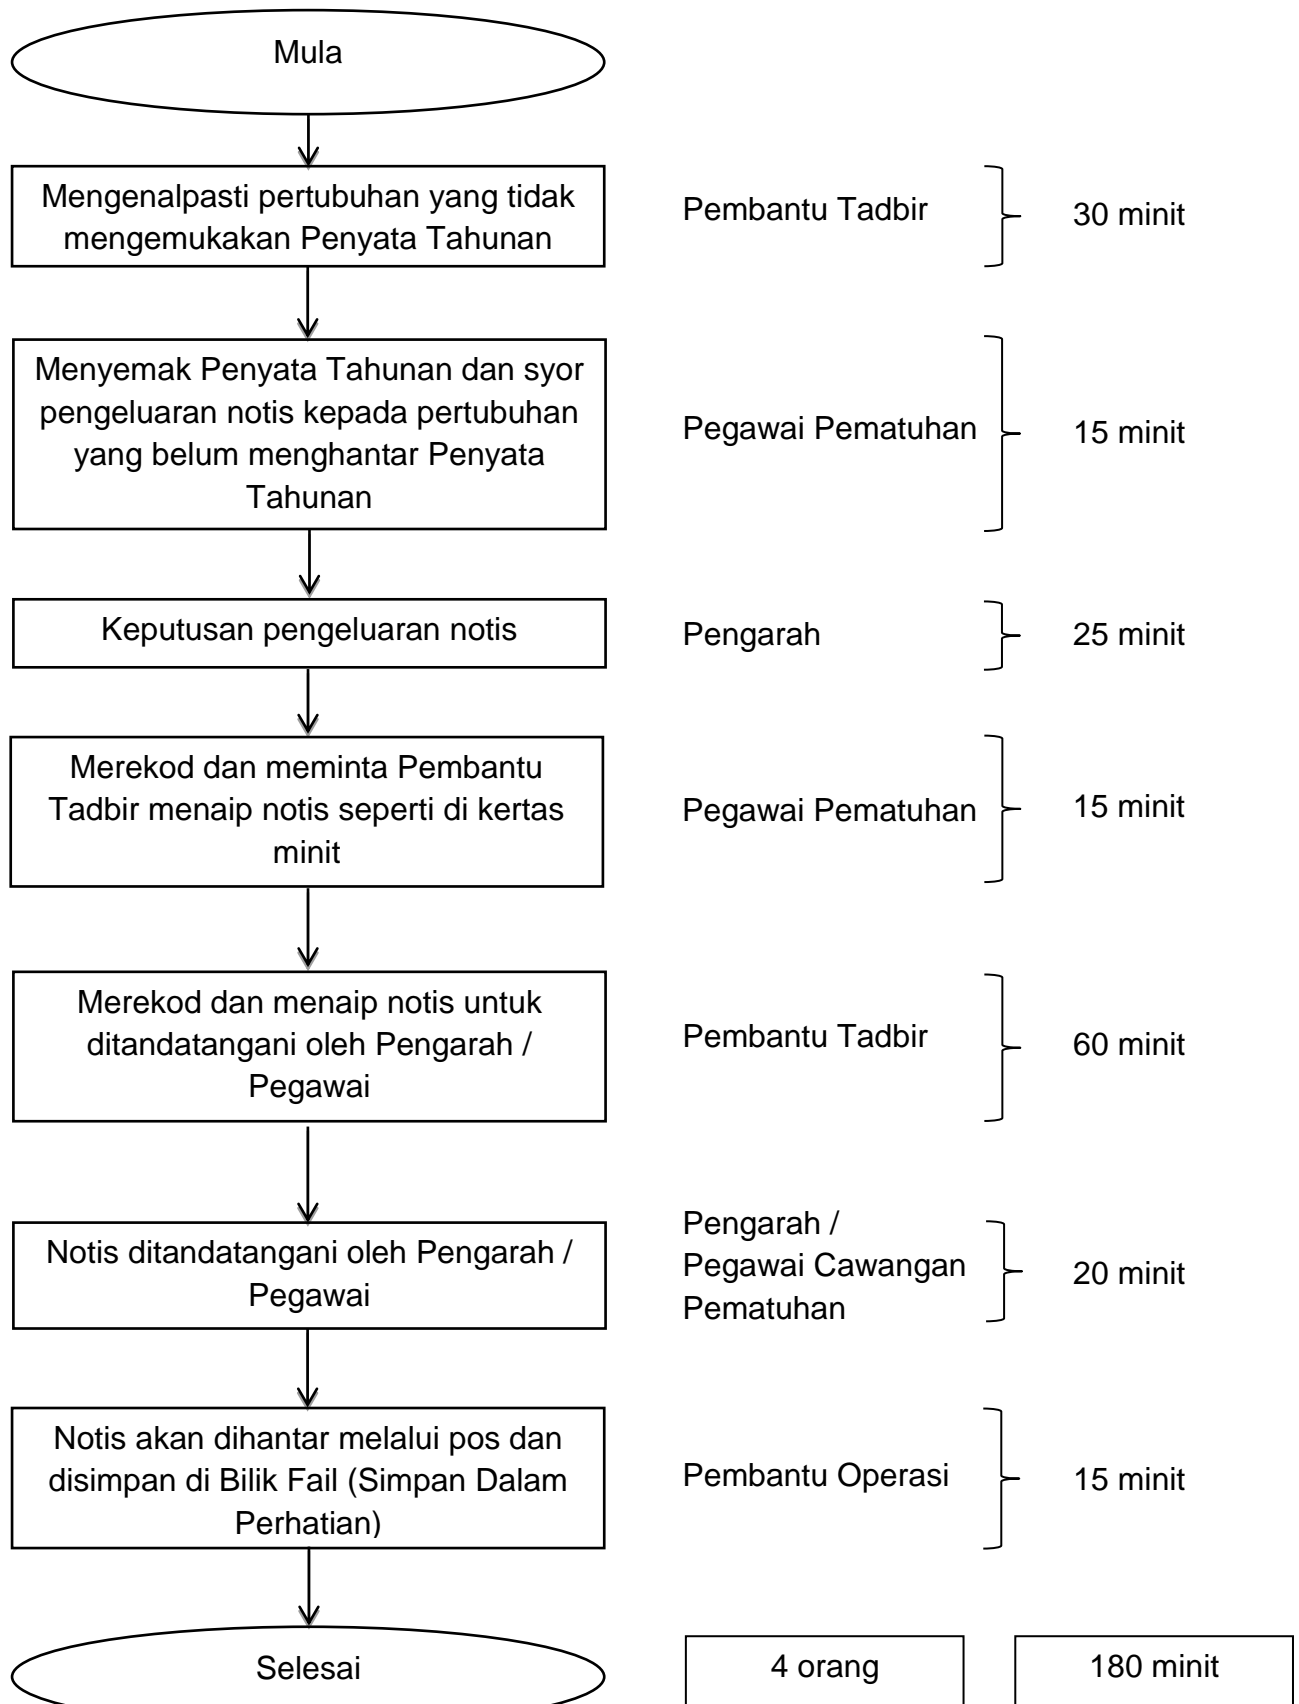 Mula
Mengenalpasti pertubuhan yang tidak
mengemukakan Penyata Tahunan
Pembantu Tadbir
30 minit
Menyemak Penyata Tahunan dan syor
pengeluaran notis kepada pertubuhan
yang belum menghantar Penyata
Tahunan
Pegawai Pematuhan
15 minit
Keputusan pengeluaran notis
Pengarah
25 minit
Merekod dan meminta Pembantu
Tadbir menaip notis seperti di kertas
minit
Pegawai Pematuhan
15 minit
Merekod dan menaip notis untuk
ditandatangani oleh Pengarah /
Pegawai
Pembantu Tadbir
60 minit
Notis ditandatangani oleh Pengarah /
Pegawai
Pengarah /
Pegawai Cawangan
Pematuhan
20 minit
Notis akan dihantar melalui pos dan
disimpan di Bilik Fail (Simpan Dalam
Perhatian)
Pembantu Operasi
15 minit
Selesai
4 orang
180 minit